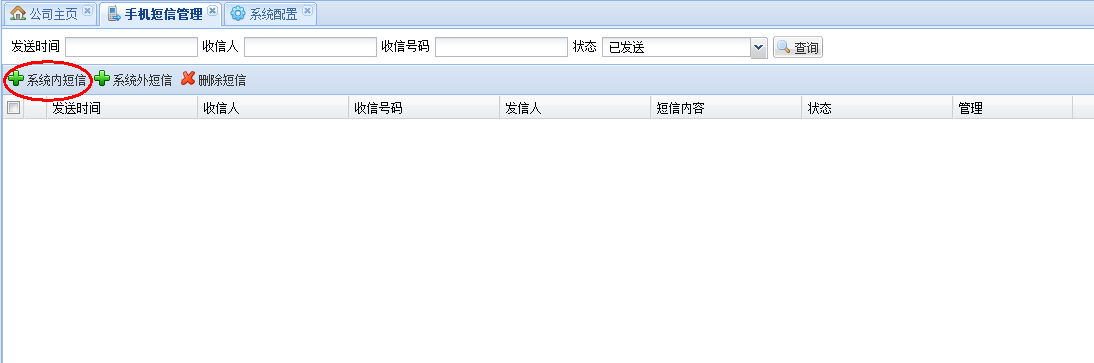 公司主页 手机短信管理 系统配置
发送时间 收信人 收信号码 状态 已发送 查询
系统内短信 系统外短信 删除短信
发送时间 收信人 收信号码 发信人 短信内容 状态 管理